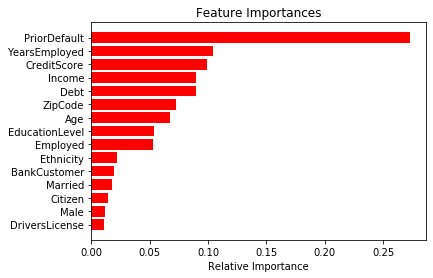 Feature Importances
PriorDefault
YearsEmployed
CreditScore
Income
Debt
ZipCode
Age
EducationLevel
Employed
Ethnicity
BankCustomer
Married
Citizen
Male
DriversLicense
0.00 0.05 0.10 0.15 0.20 0.25
Relative Importance